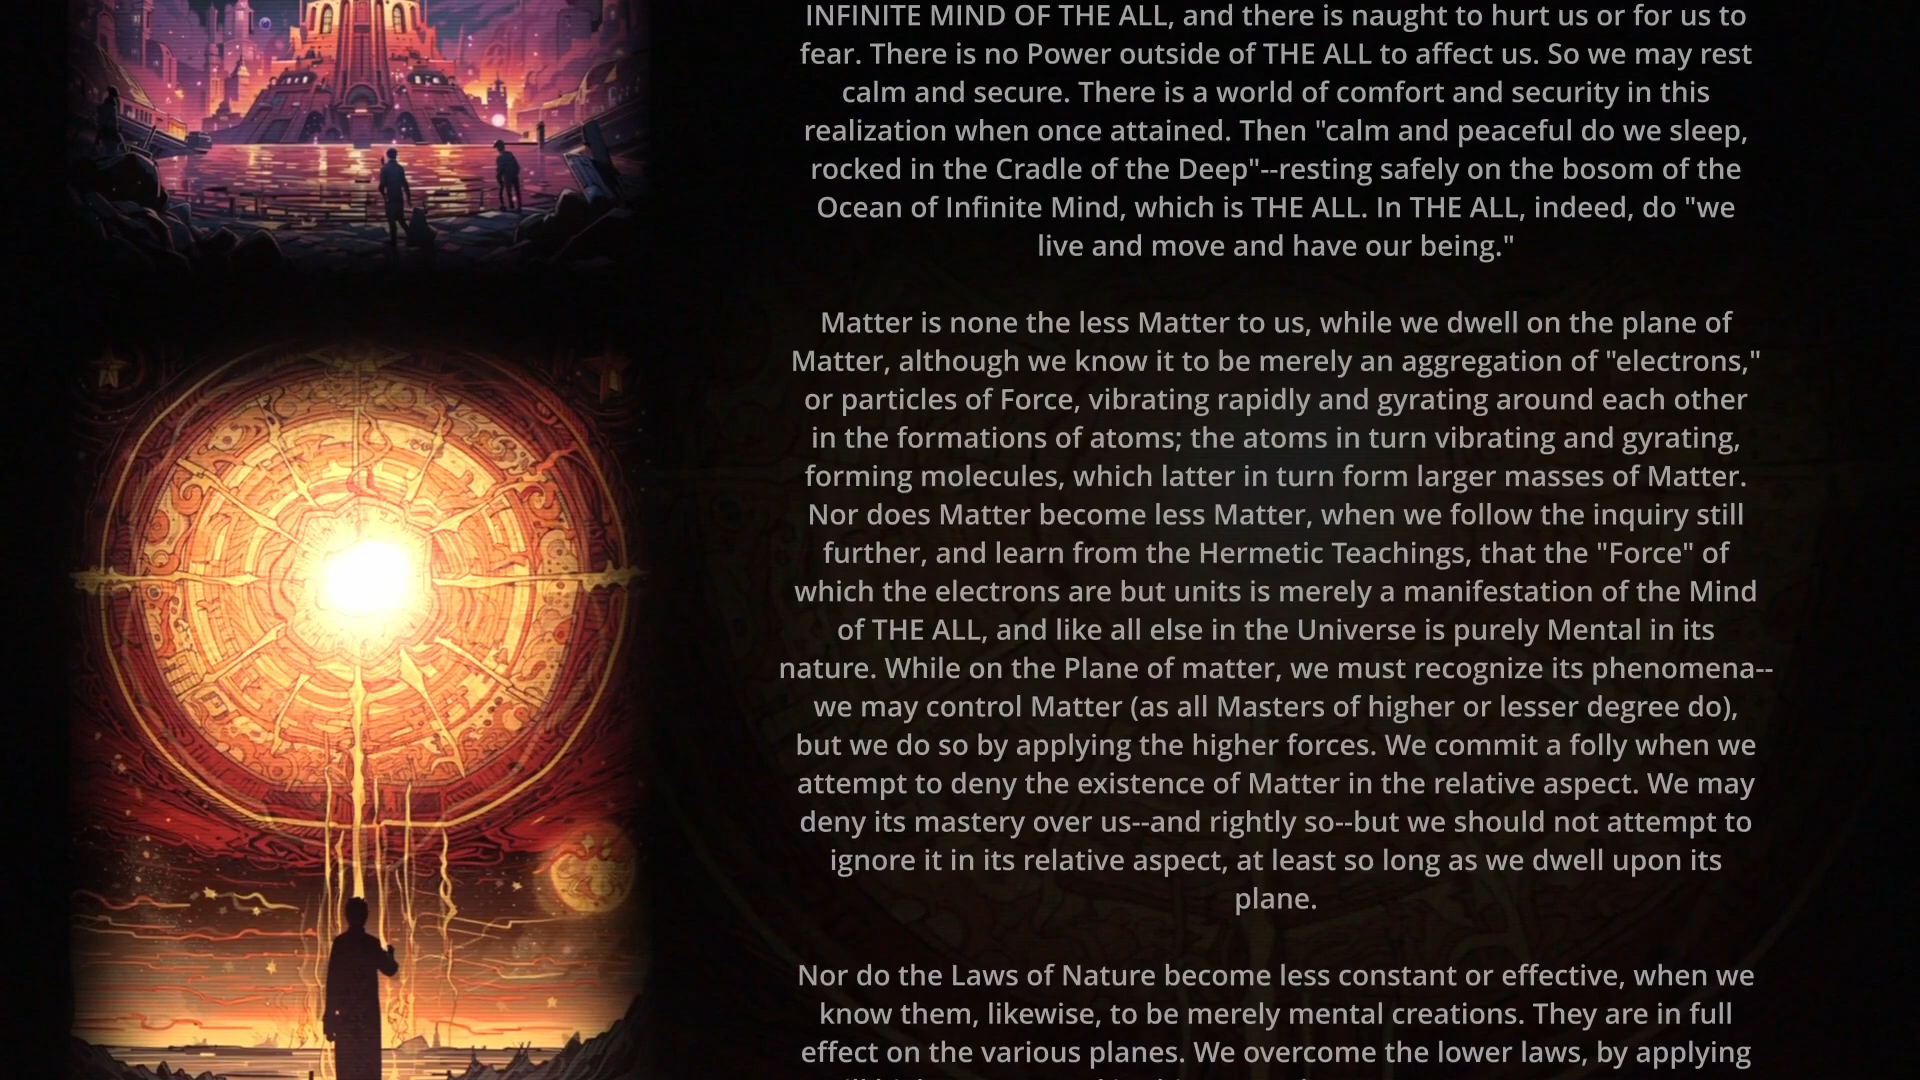 INFINITE MIND OF THE ALL, and there is naught to hurt us or for us to
fear. There is no Power outside of THE ALL to affect us. So we may rest
calm and secure. There is a world of comfort and security in this
realization when once attained. Then "calm and peaceful do we sleep,
rocked in the Cradle of the Deep"--resting safely on the bosom of the
Ocean of Infinite Mind, which is THE ALL. In THE ALL, indeed, do "we
live and move and have our being."
Matter is none the less Matter to us, while we dwell on the plane of
Matter, although we know it to be merely an aggregation of "electrons,"
or particles of Force, vibrating rapidly and gyrating around each other
in the formations of atoms; the atoms in turn vibrating and gyrating,
forming molecules, which latter in turn form larger masses of Matter.
Nor does Matter become less Matter, when we follow the inquiry still
further, and learn from the Hermetic Teachings, that the "Force" of
which the electrons are but units is merely a manifestation of the Mind
of THE ALL, and like all else in the Universe is purely Mental in its
nature. While on the Plane of matter, we must recognize its phenomena--
we may control Matter (as all Masters of higher or lesser degree do),
but we do so by applying the higher forces. We commit a folly when we
attempt to deny the existence of Matter in the relative aspect. We may
deny its mastery over us--and rightly so--but we should not attempt to
ignore it in its relative aspect, at least so long as we dwell upon its
plane.
Nor do the Laws of Nature become less constant or effective, when we
know them, likewise, to be merely mental creations. They are in full
effect on the various planes. We overcome the lower laws, by applying